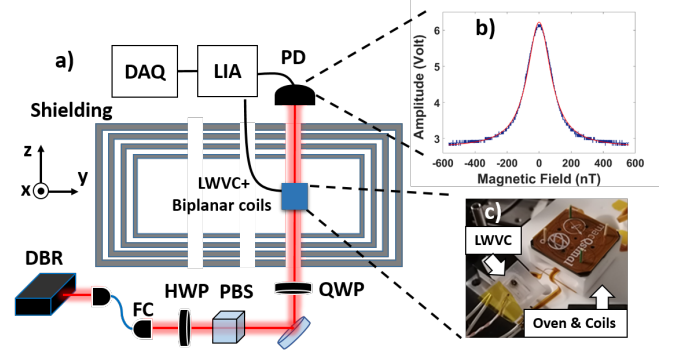 a)
DAQ
LIA
PD
Shielding
z
y
x
LWVC+
Biplanar coils
DBR
FC
HWP
PBS
QWP
b)
Amplitude (Volt)
6
5
4
3
-600 -400 -200 0 200 400 600
Magnetic Field (nT)
c)
LWVC
Oven & Coils